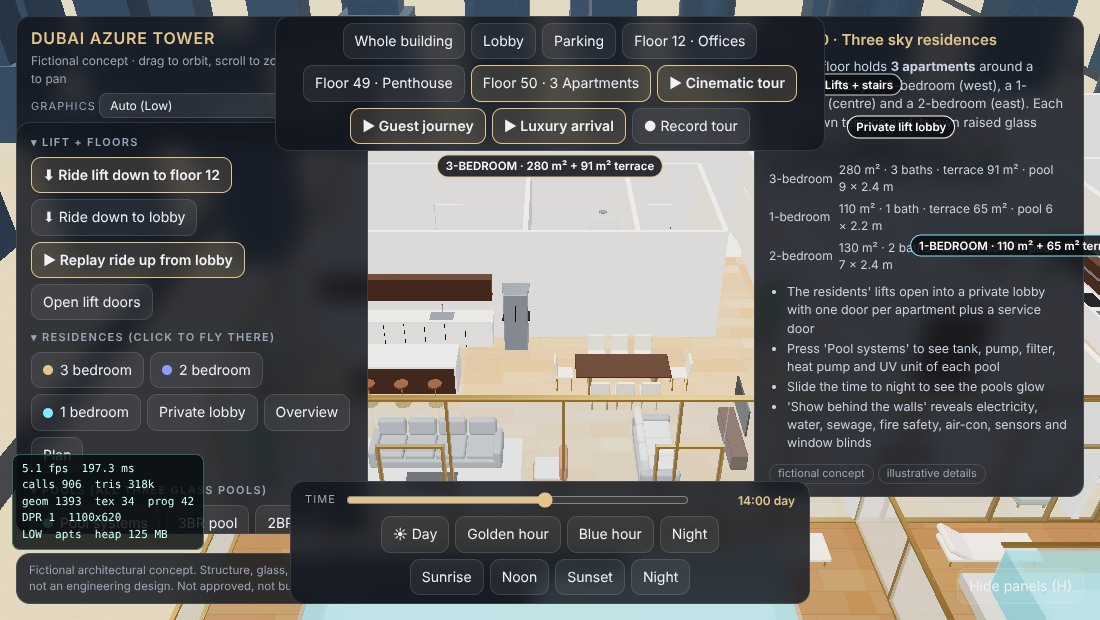 DUBAI AZURE TOWER
Fictional concept · drag to orbit, scroll to
to pan
GRAPHICS Auto (Low)
▾ LIFT + FLOORS
⬇ Ride lift down to floor 12
⬇ Ride down to lobby
▶ Replay ride up from lobby
Open lift doors
▾ RESIDENCES (CLICK TO FLY THERE)
3 bedroom
2 bedroom
1 bedroom
Private lobby
Overview
Plan
POOLS (ALL THREE GLASS POOLS)
Pool systems
3BR pool
5.1 fps 197.3 ms
calls 906 tris 318k
geom 1393 tex 34 prog 42
DPR 1 1100x620
LOW apts heap 125 MB
Fictional architectural concept. Structure, glass,
not an engineering design. Not approved, not
Whole building
Lobby
Parking
Floor 12 · Offices
Floor 49 · Penthouse
Floor 50 · 3 Apartments
▶ Cinematic tour
▶ Guest journey
▶ Luxury arrival
● Record tour
3-BEDROOM · 280 m² + 91 m² terrace
· Three sky residences
floor holds 3 apartments around a
Lifts + stairs
bedroom (west), a 1-
(centre) and a 2-bedroom (east). Each
Private lift lobby
raised glass
3-bedroom 280 m² · 3 baths · terrace 91 m² · pool
9 × 2.4 m
1-bedroom 110 m² · 1 bath · terrace 65 m² · pool 6
× 2.2 m
2-bedroom 130 m² · 2
1-BEDROOM · 110 m² + 65 m²
7 × 2.4 m
• The residents' lifts open into a private lobby
with one door per apartment plus a service
door
• Press 'Pool systems' to see tank, pump, filter,
heat pump and UV unit of each pool
• Slide the time to night to see the pools glow
• 'Show behind the walls' reveals electricity,
water, sewage, fire safety, air-con, sensors and
window blinds
fictional concept
illustrative details
TIME 14:00 day
☀ Day
Golden hour
Blue hour
Night
Sunrise
Noon
Sunset
Night
Hide panels (H)